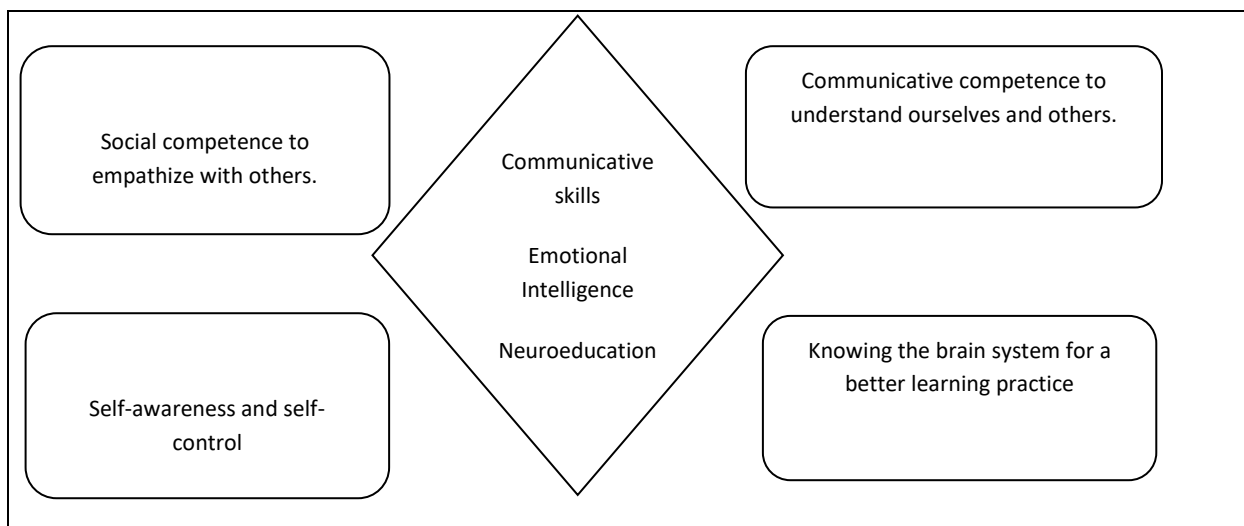 Social competence to
empathize with others.
Communicative
skills
Emotional
Intelligence
Neuroeducation
Communicative competence to
understand ourselves and others.
Self-awareness and self-
control
Knowing the brain system for a
better learning practice